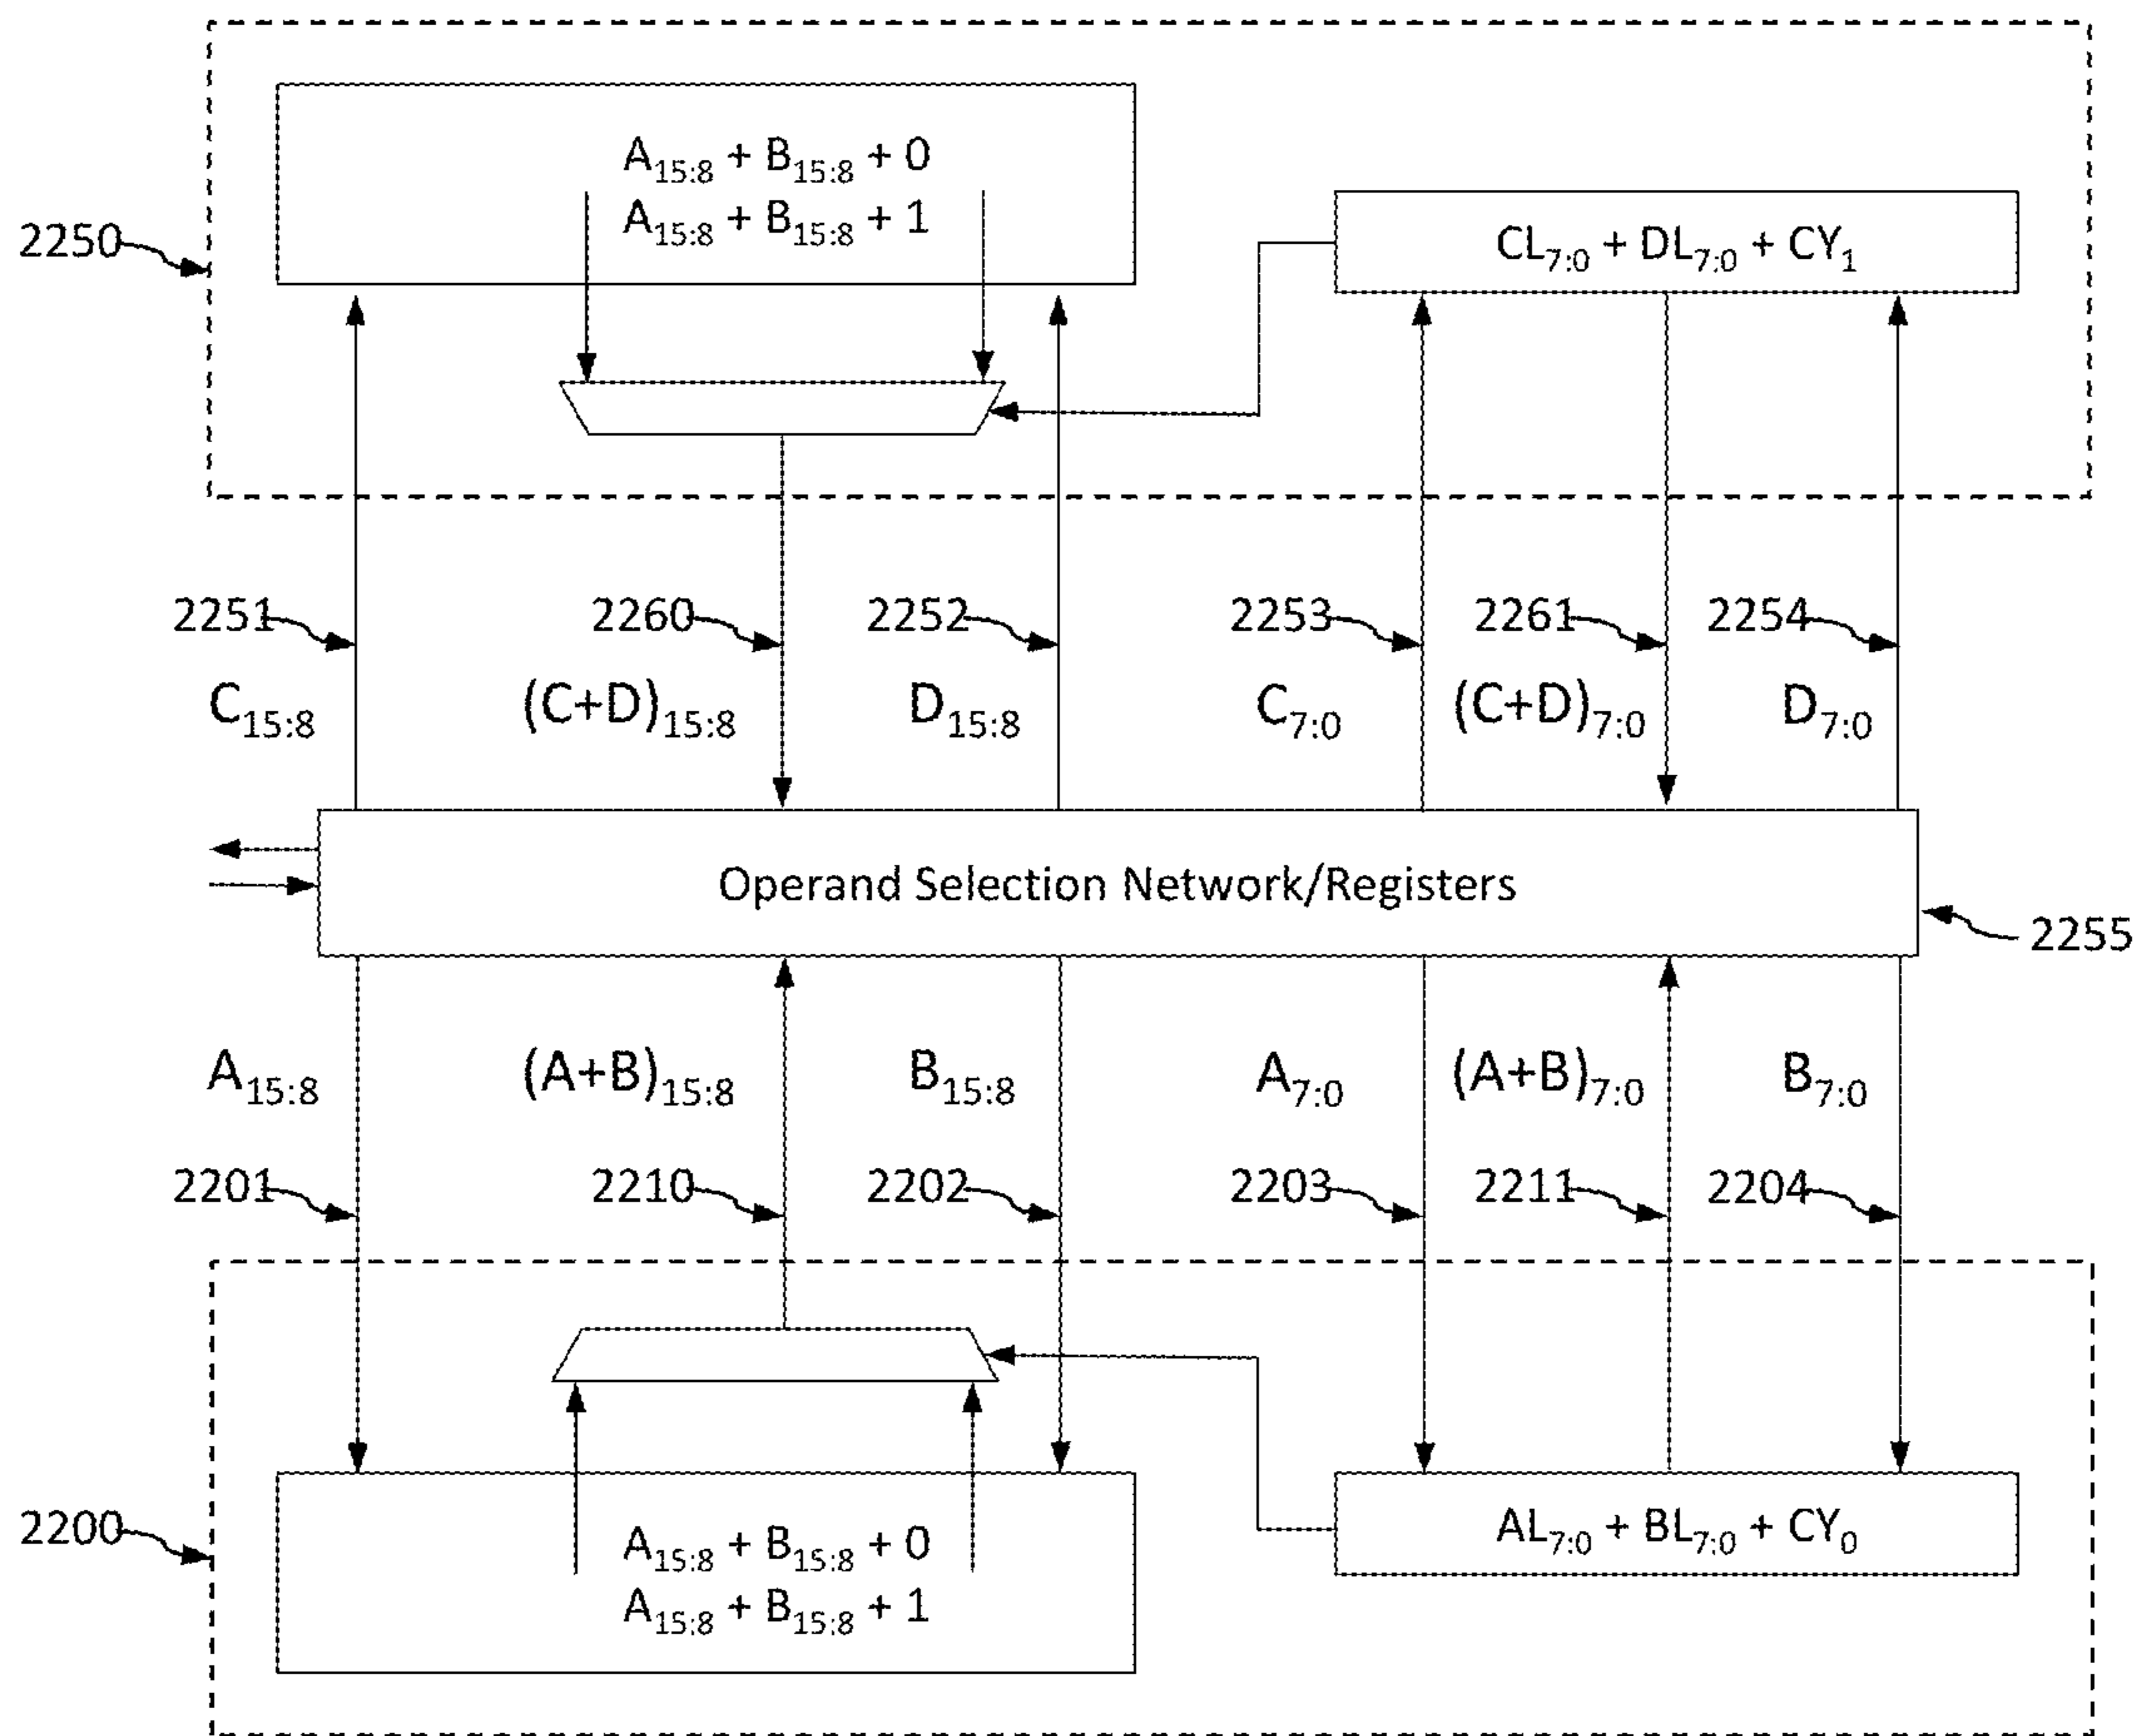 A15:8 + B15:8 + 0
A15:8 + B15:8 + 1
2250
CL7:0 + DL7:0 + CY1
2251
2260
2252
2253
2261
2254
C15:8
(C+D)15:8
D15:8
C7:0
(C+D)7:0
D7:0
Operand Selection Network/Registers
2255
A15:8
(A+B)15:8
B15:8
A7:0
(A+B)7:0
B7:0
2201
2210
2202
2203
2211
2204
2200
A15:8 + B15:8 + 0
A15:8 + B15:8 + 1
AL7:0 + BL7:0 + CY0